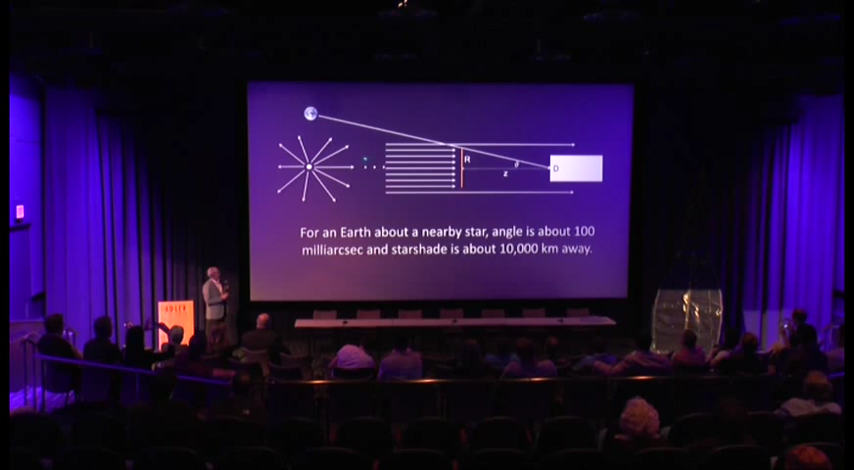 R
θ
z
D
For an Earth about a nearby star, angle is about 100
milliarcsec and starshade is about 10,000 km away.
ADLER